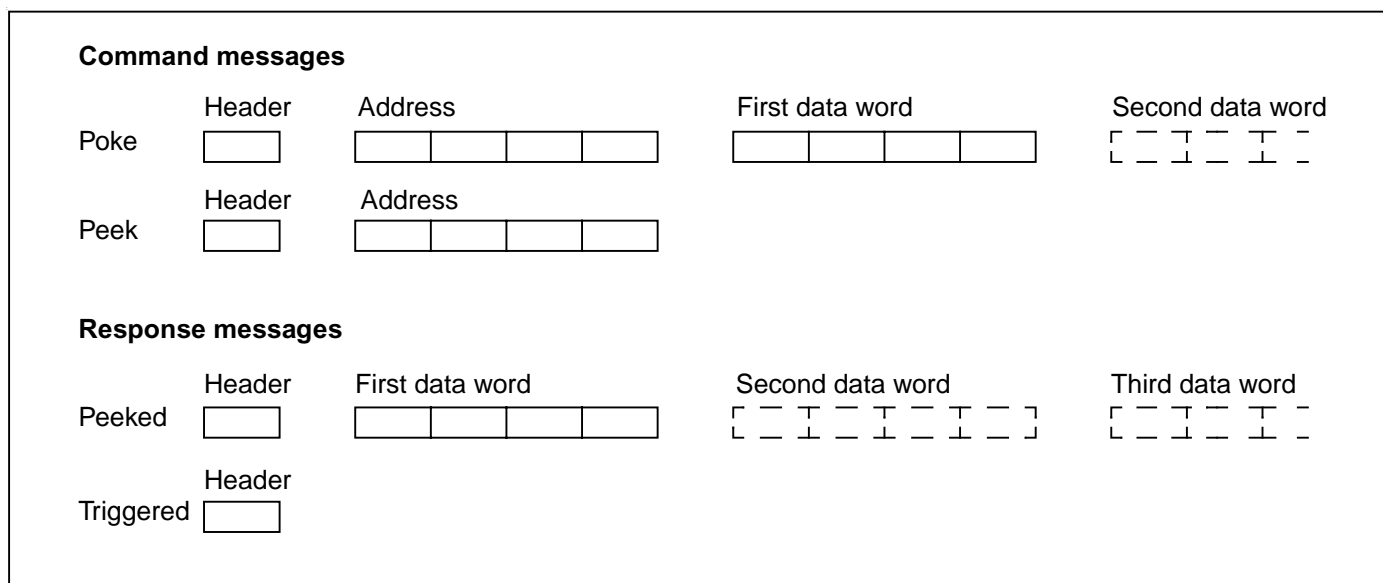 Command messages
Header Address First data word Second data word
Poke
Header Address
Peek
Response messages
Header First data word Second data word Third data word
Peeked
Header
Triggered